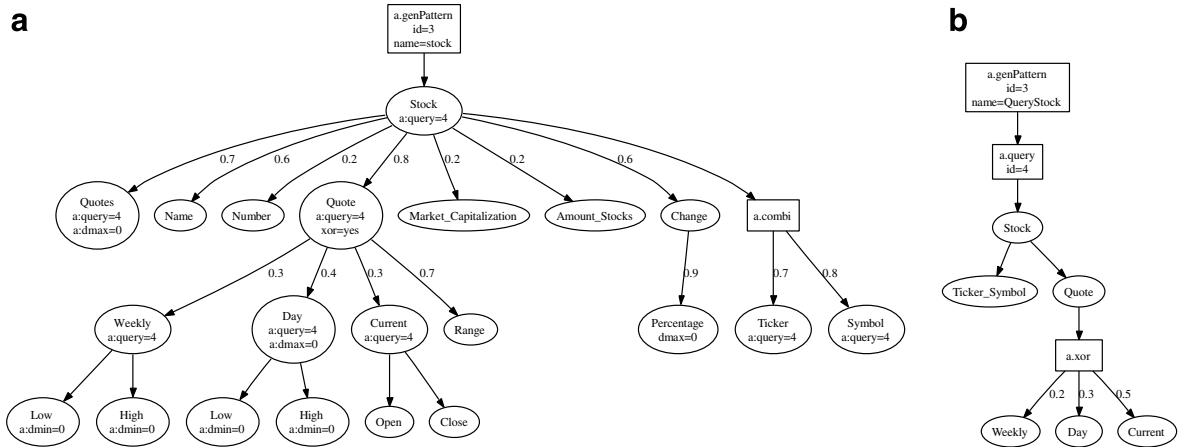 a
a.genPattern
id=3
name=stock
Stock
a:query=4
0.7
0.6
0.2
0.8
0.2
0.2
0.6
Quotes
a:query=4
a:dmax=0
Name
Number
Quote
a:query=4
xor=yes
Market_Capitalization
Amount_Stocks
Change
a.combi
0.3
0.4
0.3
0.7
0.9
0.7
0.8
Weekly
a:query=4
Day
a:query=4
a:dmax=0
Current
a:query=4
Range
Percentage
dmax=0
Ticker
a:query=4
Symbol
a:query=4
Low
a:dmin=0
High
a:dmin=0
Low
a:dmin=0
High
a:dmin=0
Open
Close
b
a.genPattern
id=3
name=QueryStock
a.query
id=4
Stock
Ticker_Symbol
Quote
a.xor
0.2
0.3
0.5
Weekly
Day
Current